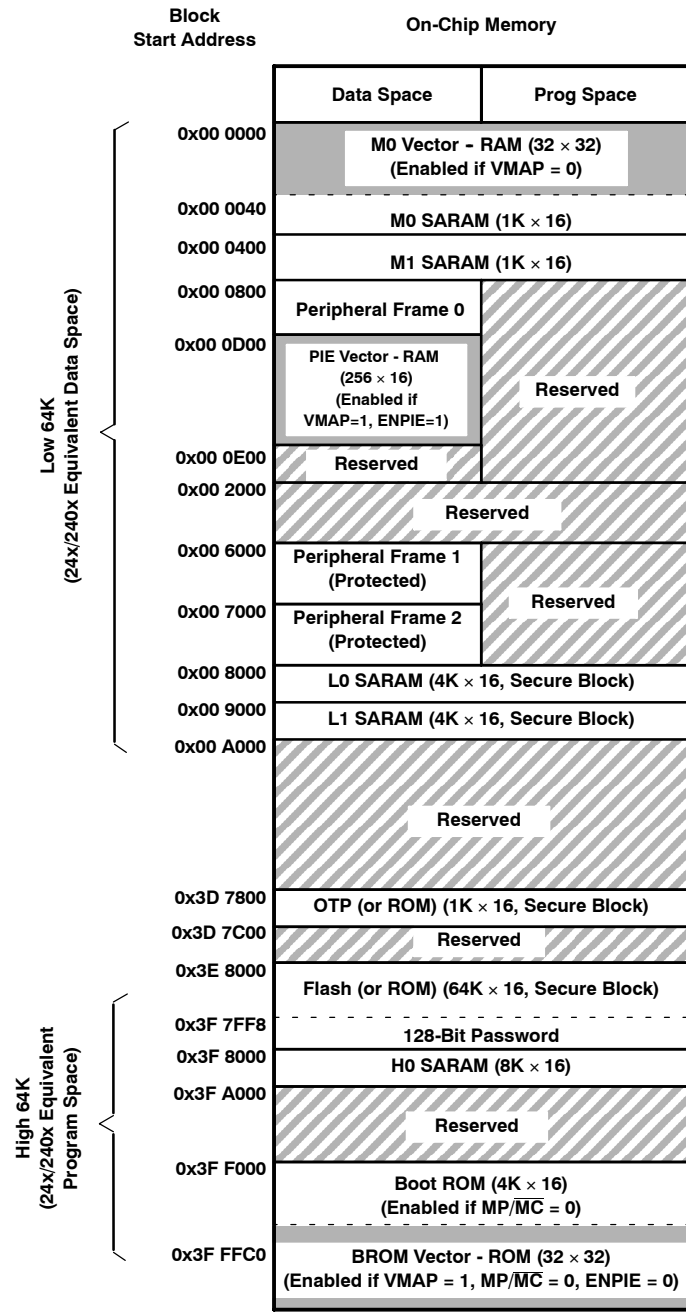 Block
Start Address
On-Chip Memory
Data Space
Prog Space
0x00 0000
M0 Vector - RAM (32 × 32)
(Enabled if VMAP = 0)
0x00 0040
M0 SARAM (1K × 16)
0x00 0400
M1 SARAM (1K × 16)
0x00 0800
Peripheral Frame 0
0x00 0D00
PIE Vector - RAM
(256 × 16)
(Enabled if
VMAP=1, ENPIE=1)
Reserved
0x00 0E00
Reserved
0x00 2000
Reserved
0x00 6000
Peripheral Frame 1
(Protected)
Reserved
0x00 7000
Peripheral Frame 2
(Protected)
0x00 8000
L0 SARAM (4K × 16, Secure Block)
0x00 9000
L1 SARAM (4K × 16, Secure Block)
0x00 A000
Reserved
Low 64K
(24x/240x Equivalent Data Space)
0x3D 7800
OTP (or ROM) (1K × 16, Secure Block)
0x3D 7C00
Reserved
0x3E 8000
Flash (or ROM) (64K × 16, Secure Block)
0x3F 7FF8
128-Bit Password
0x3F 8000
H0 SARAM (8K × 16)
0x3F A000
Reserved
0x3F F000
Boot ROM (4K × 16)
(Enabled if MP/M̅C̅ = 0)
0x3F FFC0
BROM Vector - ROM (32 × 32)
(Enabled if VMAP = 1, MP/M̅C̅ = 0, ENPIE = 0)
High 64K
(24x/240x Equivalent
Program Space)